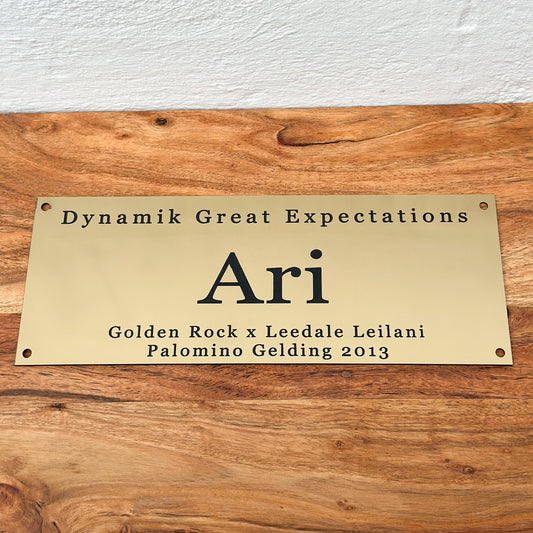 Dynamik Great Expectations
Ari
Golden Rock x Leedale Leilani
Palomino Gelding 2013